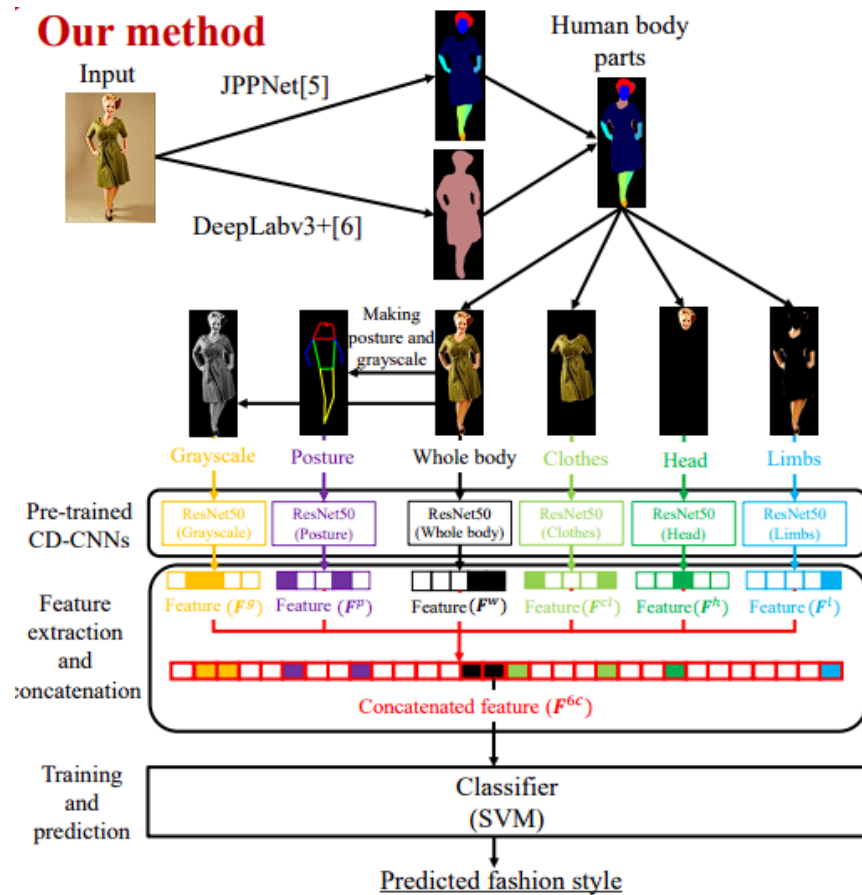 Our method
Input
JPPNet[5]
Human body
parts
DeepLabv3+[6]
Making
posture and
grayscale
Grayscale
Posture
Whole body
Clothes
Head
Limbs
Pre-trained
CD-CNNs
ResNet50
(Grayscale)
ResNet50
(Posture)
ResNet50
(Whole body)
ResNet50
(Clothes)
ResNet50
(Head)
ResNet50
(Limbs)
Feature
extraction
and
concatenation
Feature (F^g)
Feature (F^p)
Feature (F^w)
Feature (F^cl)
Feature (F^h)
Feature (F^l)
Concatenated feature (F^6c)
Training
and
prediction
Classifier
(SVM)
Predicted fashion style